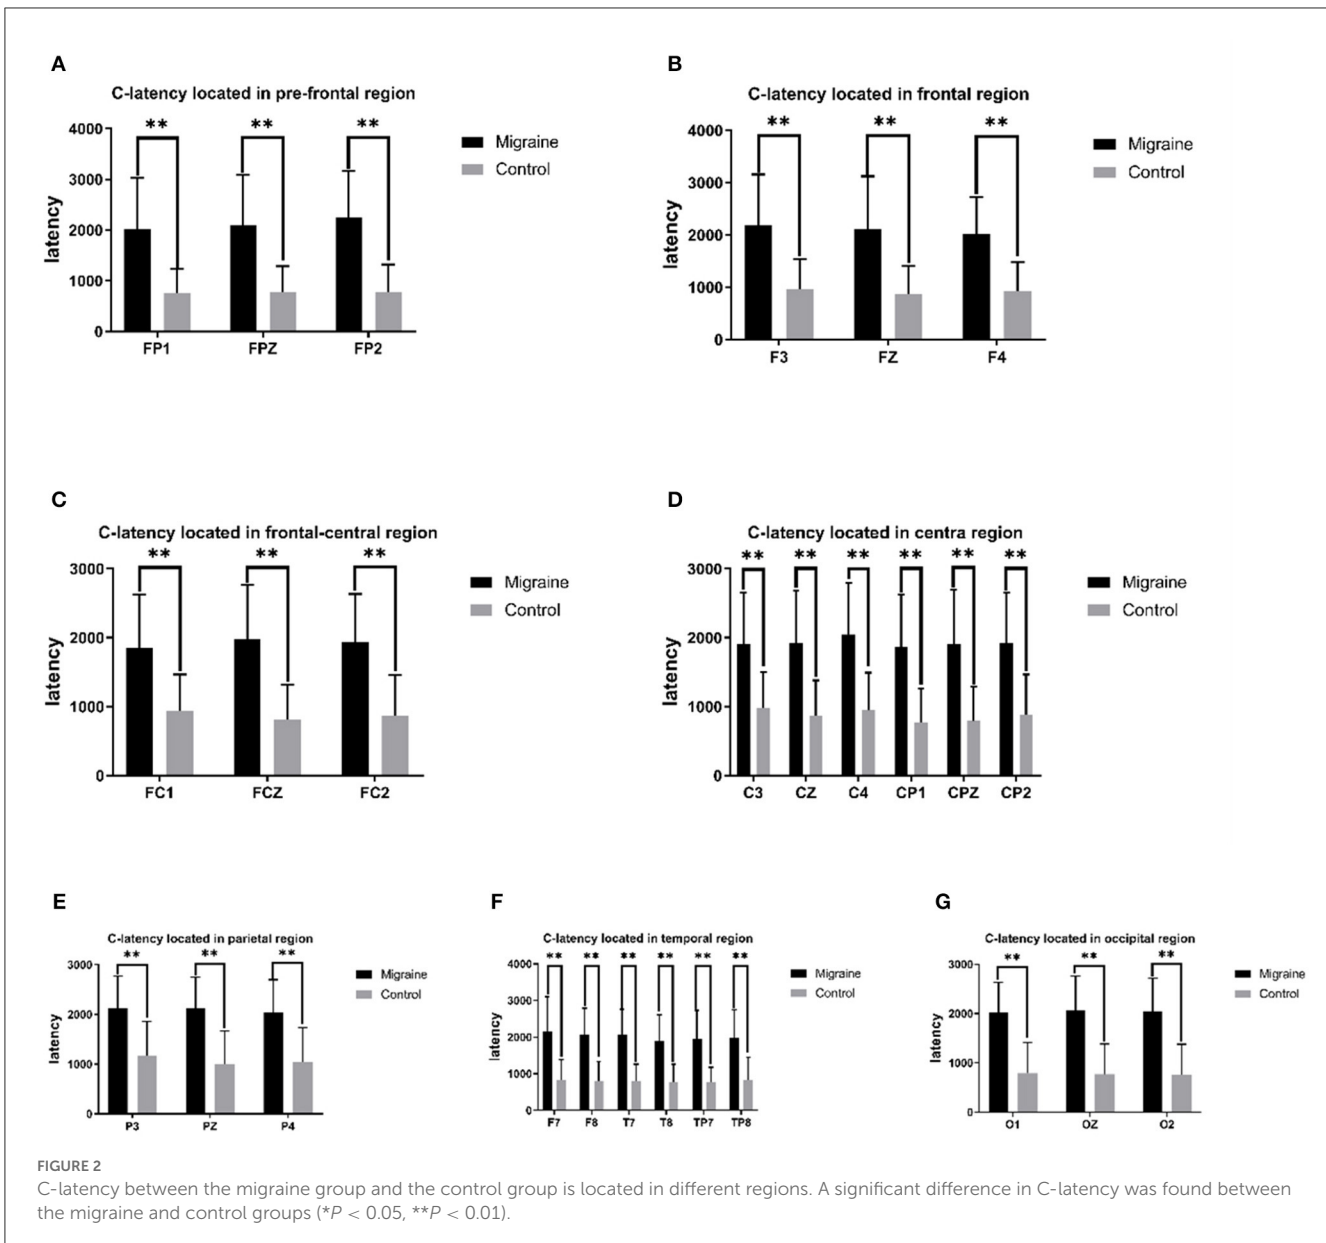 A
C-latency located in pre-frontal region
** ** **
4000
3000
2000
1000
0
latency
FP1 FPZ FP2
Migraine
Control
B
C-latency located in frontal region
** ** **
4000
3000
2000
1000
0
latency
F3 FZ F4
Migraine
Control
C
C-latency located in frontal-central region
** ** **
3000
2000
1000
0
latency
FC1 FCZ FC2
Migraine
Control
D
C-latency located in centra region
** ** ** ** ** **
3000
2000
1000
0
latency
C3 CZ C4 CP1 CPZ CP2
Migraine
Control
E
C-latency located in parietal region
** ** **
3000
2000
1000
0
latency
P3 PZ P4
Migraine
Control
F
C-latency located in temporal region
** ** ** ** ** **
4000
3000
2000
1000
0
latency
F7 F8 T7 T8 TP7 TP8
Migraine
Control
G
C-latency located in occipital region
** ** **
3000
2000
1000
0
latency
O1 OZ O2
Migraine
Control
FIGURE 2
C-latency between the migraine group and the control group is located in different regions. A significant difference in C-latency was found between
the migraine and control groups (*P < 0.05, **P < 0.01).